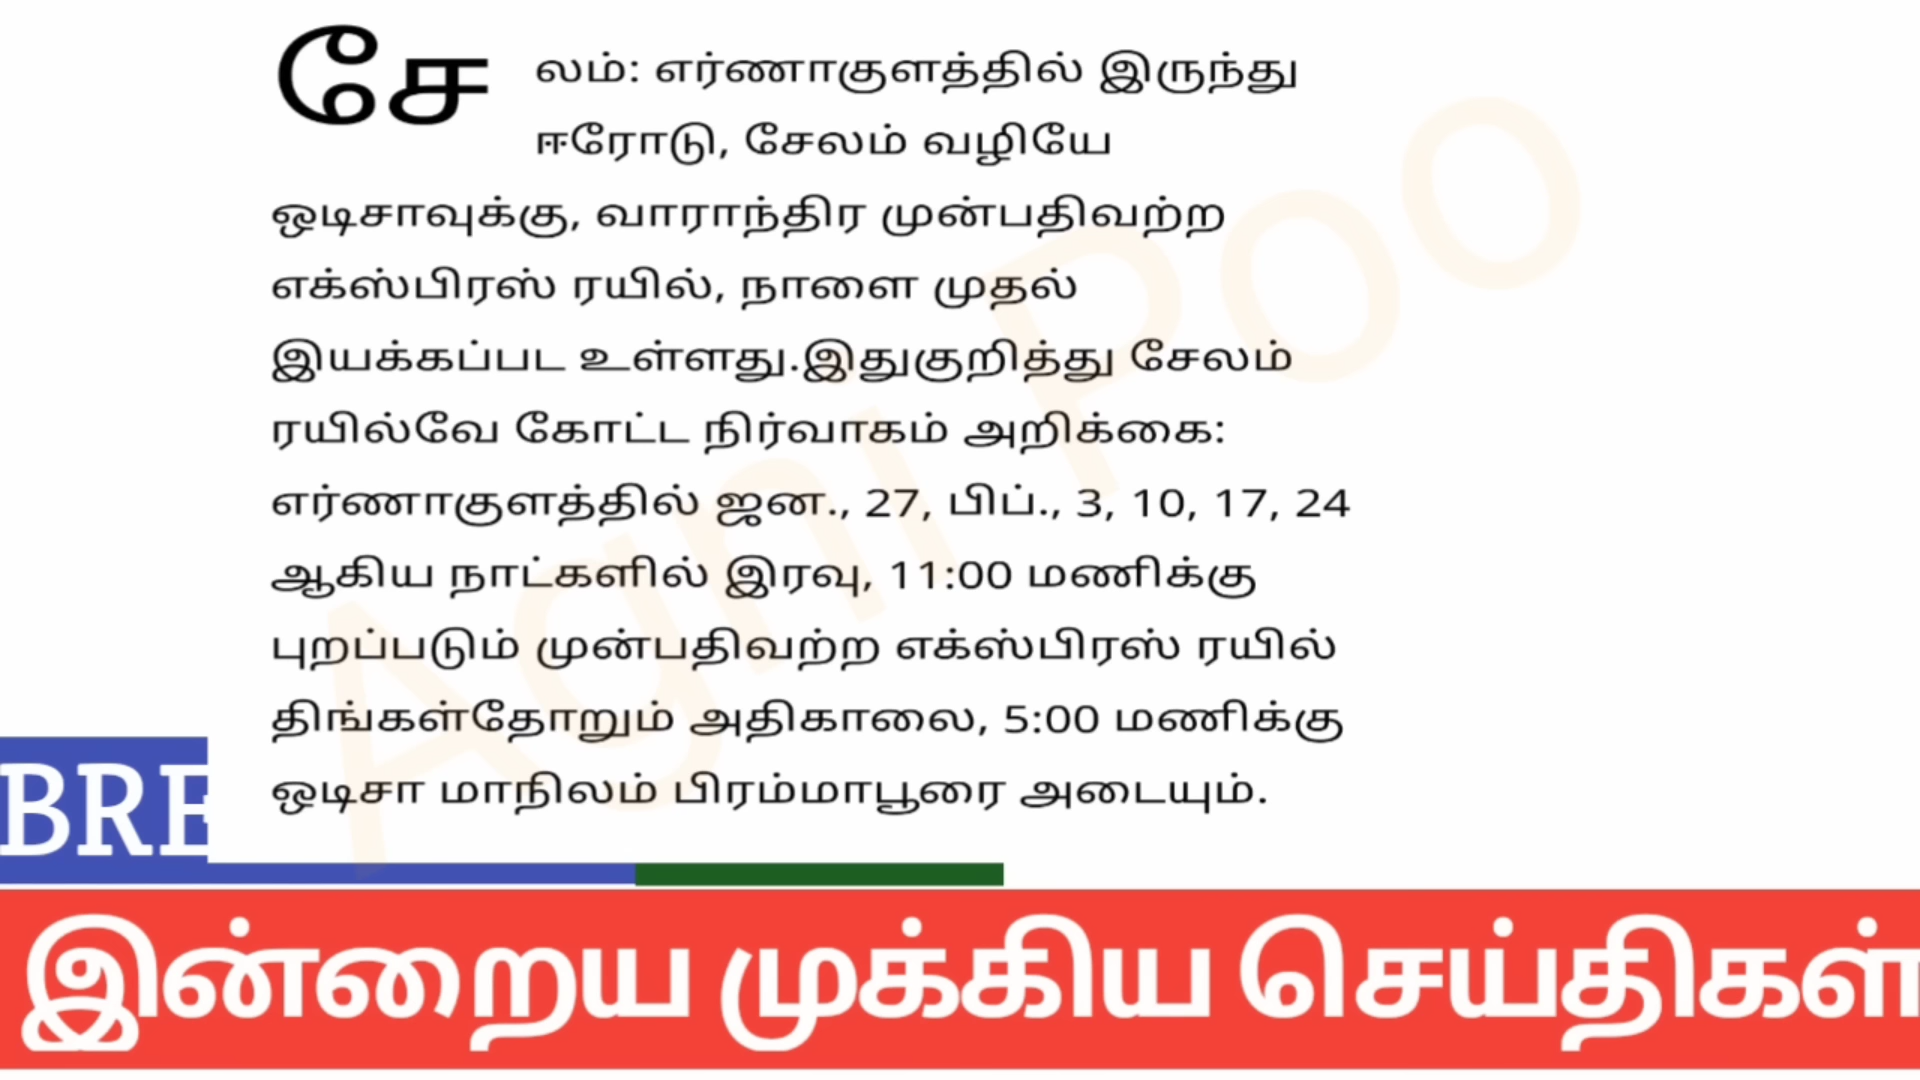 சேலம்: எர்ணாகுளத்தில் இருந்து
ஈரோடு, சேலம் வழியே
ஒடிசாவுக்கு, வாராந்திர முன்பதிவற்ற
எக்ஸ்பிரஸ் ரயில், நாளை முதல்
இயக்கப்பட உள்ளது.இதுகுறித்து சேலம்
ரயில்வே கோட்ட நிர்வாகம் அறிக்கை:
எர்ணாகுளத்தில் ஜன., 27, பிப்., 3, 10, 17, 24
ஆகிய நாட்களில் இரவு, 11:00 மணிக்கு
புறப்படும் முன்பதிவற்ற எக்ஸ்பிரஸ் ரயில்
திங்கள்தோறும் அதிகாலை, 5:00 மணிக்கு
ஒடிசா மாநிலம் பிரம்மாபூரை அடையும்.
Agni Poo
BRE
இன்றைய முக்கிய செய்திகள்